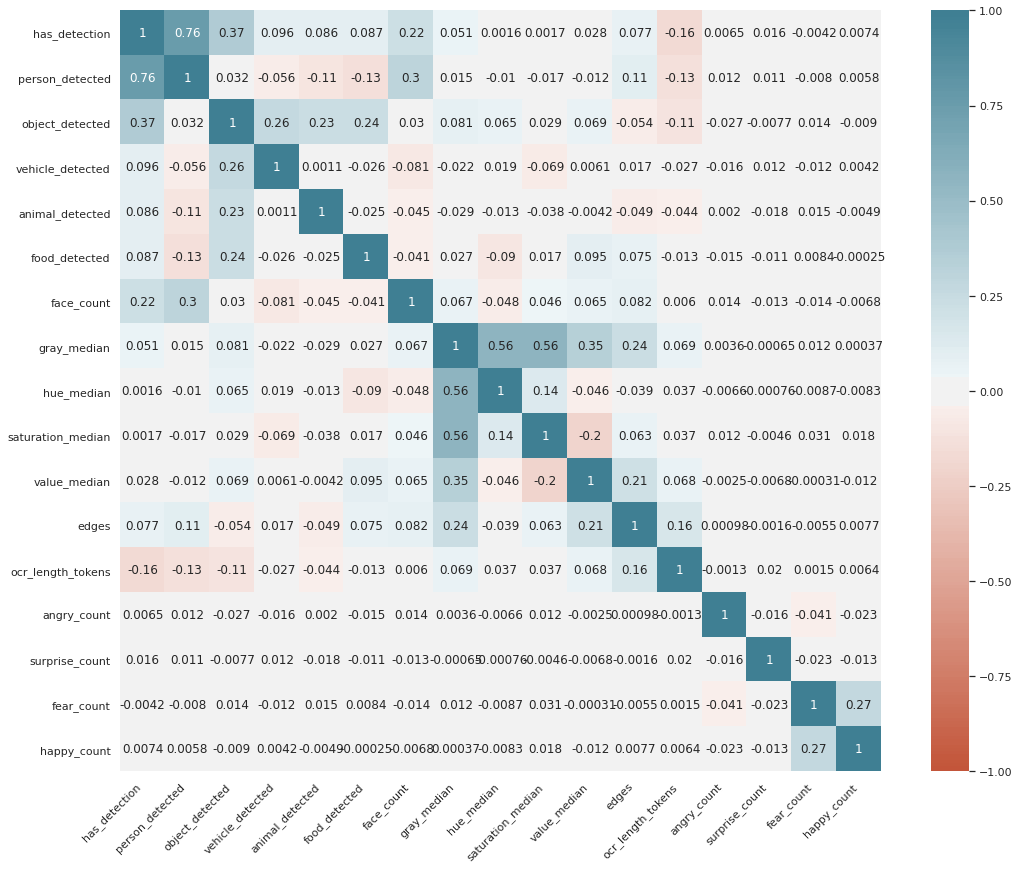 has_detection 1 0.76 0.37 0.096 0.086 0.087 0.22 0.051 0.0016 0.0017 0.028 0.077 -0.16 0.0065 0.016 -0.0042 0.0074
person_detected 0.76 1 0.032 -0.056 -0.11 -0.13 0.3 0.015 -0.01 -0.017 -0.012 0.11 -0.13 0.012 0.011 -0.008 0.0058
object_detected 0.37 0.032 1 0.26 0.23 0.24 0.03 0.081 0.065 0.029 0.069 -0.054 -0.11 -0.027 -0.0077 0.014 -0.009
vehicle_detected 0.096 -0.056 0.26 1 0.0011 -0.026 -0.081 -0.022 0.019 -0.069 0.0061 0.017 -0.027 -0.016 0.012 -0.012 0.0042
animal_detected 0.086 -0.11 0.23 0.0011 1 -0.025 -0.045 -0.029 -0.013 -0.038 -0.0042 -0.049 -0.044 0.002 -0.018 0.015 -0.0049
food_detected 0.087 -0.13 0.24 -0.026 -0.025 1 -0.041 0.027 -0.09 0.017 0.095 0.075 -0.013 -0.015 -0.011 0.0084 -0.00025
face_count 0.22 0.3 0.03 -0.081 -0.045 -0.041 1 0.067 -0.048 0.046 0.065 0.082 0.006 0.014 -0.013 -0.014 -0.0068
gray_median 0.051 0.015 0.081 -0.022 -0.029 0.027 0.067 1 0.56 0.56 0.35 0.24 0.069 0.0036 -0.00065 0.012 0.00037
hue_median 0.0016 -0.01 0.065 0.019 -0.013 -0.09 -0.048 0.56 1 0.14 -0.046 -0.039 0.037 -0.0066 -0.00076 -0.0087 -0.0083
saturation_median 0.0017 -0.017 0.029 -0.069 -0.038 0.017 0.046 0.56 0.14 1 -0.2 0.063 0.037 0.012 -0.0046 0.031 0.018
value_median 0.028 -0.012 0.069 0.0061 -0.0042 0.095 0.065 0.35 -0.046 -0.2 1 0.21 0.068 -0.0025 -0.0068 -0.00031 -0.012
edges 0.077 0.11 -0.054 0.017 -0.049 0.075 0.082 0.24 -0.039 0.063 0.21 1 0.16 0.00098 -0.0016 -0.0055 0.0077
ocr_length_tokens -0.16 -0.13 -0.11 -0.027 -0.044 -0.013 0.006 0.069 0.037 0.037 0.068 0.16 1 -0.0013 0.02 0.0015 0.0064
angry_count 0.0065 0.012 -0.027 -0.016 0.002 -0.015 0.014 0.0036 -0.0066 0.012 -0.0025 0.00098 -0.0013 1 -0.016 -0.041 -0.023
surprise_count 0.016 0.011 -0.0077 0.012 -0.018 -0.011 -0.013 -0.00065 -0.00076 -0.0046 -0.0068 -0.0016 0.02 -0.016 1 -0.023 -0.013
fear_count -0.0042 -0.008 0.014 -0.012 0.015 0.0084 -0.014 0.012 -0.0087 0.031 -0.00031 -0.0055 0.0015 -0.041 -0.023 1 0.27
happy_count 0.0074 0.0058 -0.009 0.0042 -0.0049 -0.00025 -0.0068 0.00037 -0.0083 0.018 -0.012 0.0077 0.0064 -0.023 -0.013 0.27 1
has_detection person_detected object_detected vehicle_detected animal_detected food_detected face_count gray_median hue_median saturation_median value_median edges ocr_length_tokens angry_count surprise_count fear_count happy_count
1.00
0.75
0.50
0.25
0.00
−0.25
−0.50
−0.75
−1.00